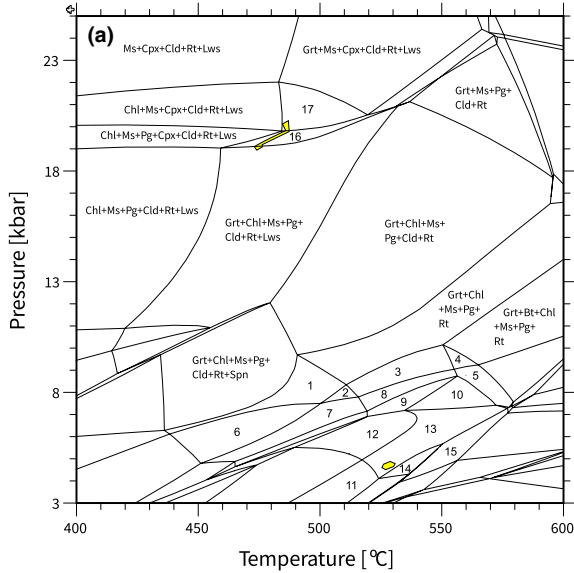 (a)
Ms+Cpx+Cld+Rt+Lws
Grt+Ms+Cpx+Cld+Rt+Lws
23
Grt+Ms+Pg+
Cld+Rt
Chl+Ms+Cpx+Cld+Rt+Lws
17
Chl+Ms+Pg+Cpx+Cld+Rt+Lws
16
18
Chl+Ms+Pg+Cld+Rt+Lws
Grt+Chl+Ms+Pg+
Cld+Rt+Lws
Grt+Chl+Ms+
Pg+Cld+Rt
Pressure [kbar]
13
Grt+Chl
+Ms+Pg+
Rt
Grt+Bt+Chl
+Ms+Pg+
Rt
Grt+Chl+Ms+Pg+
Cld+Rt+Spn
4
3
5
1
2
8
8
9
10
7
6
12
13
15
14
11
3
400
450
500
550
600
Temperature [ºC]